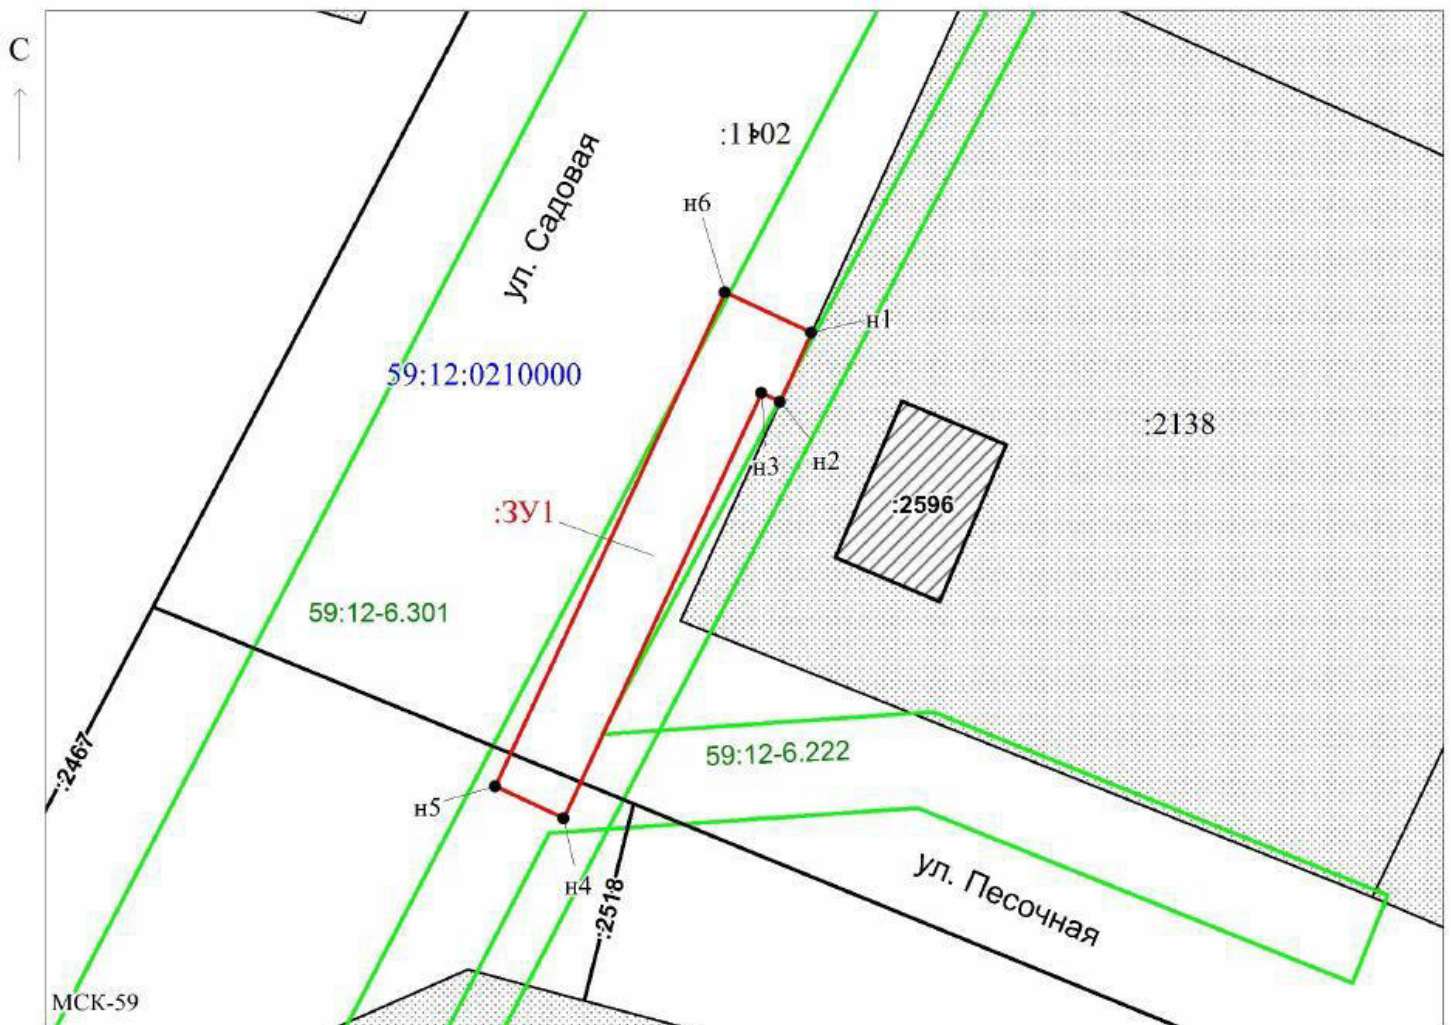 С
:1102
ул. Садовая
н6
н1
59:12:0210000
:2138
н3
н2
:2596
:ЗУ1
59:12-6.301
:2467
59:12-6.222
н5
н4
ул. Песочная
:2518
МСК-59